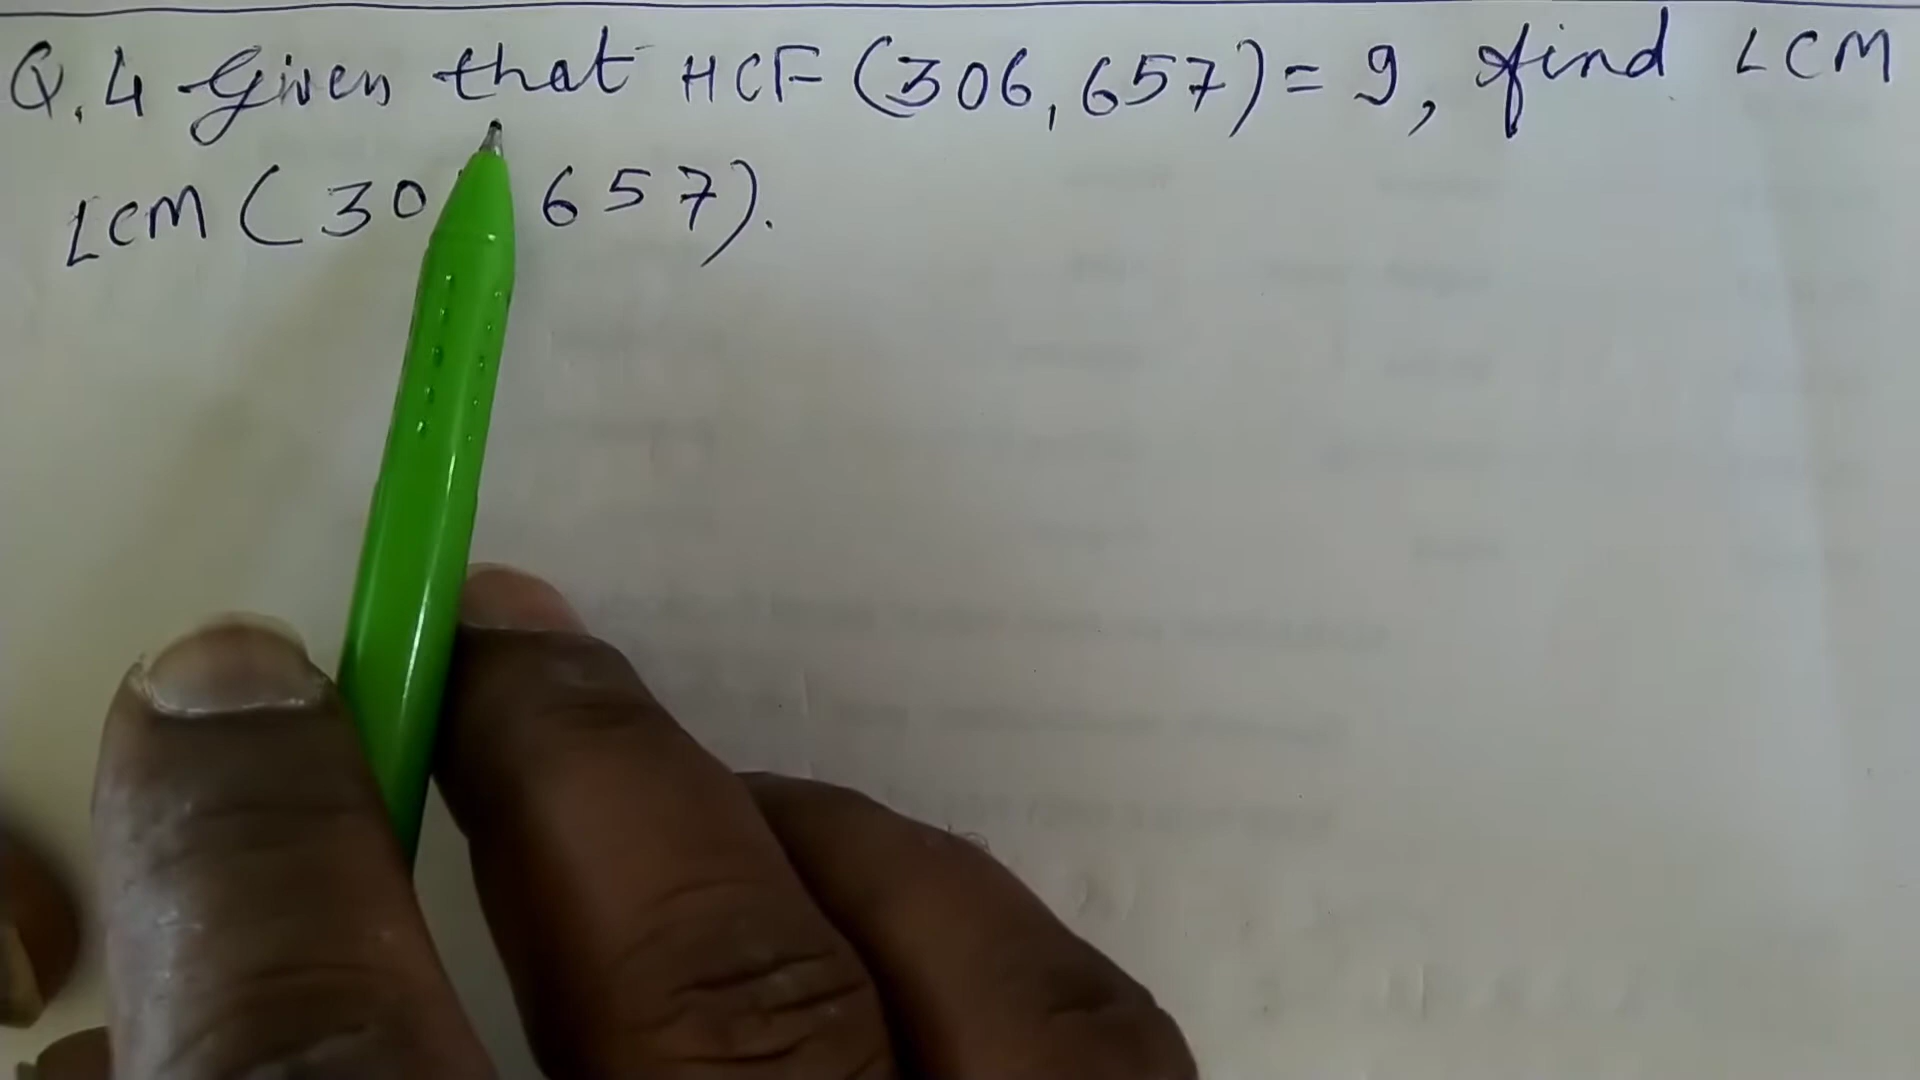 Q.4 Given that HCF (306, 657) = 9, find LCM
LCM (30 657).